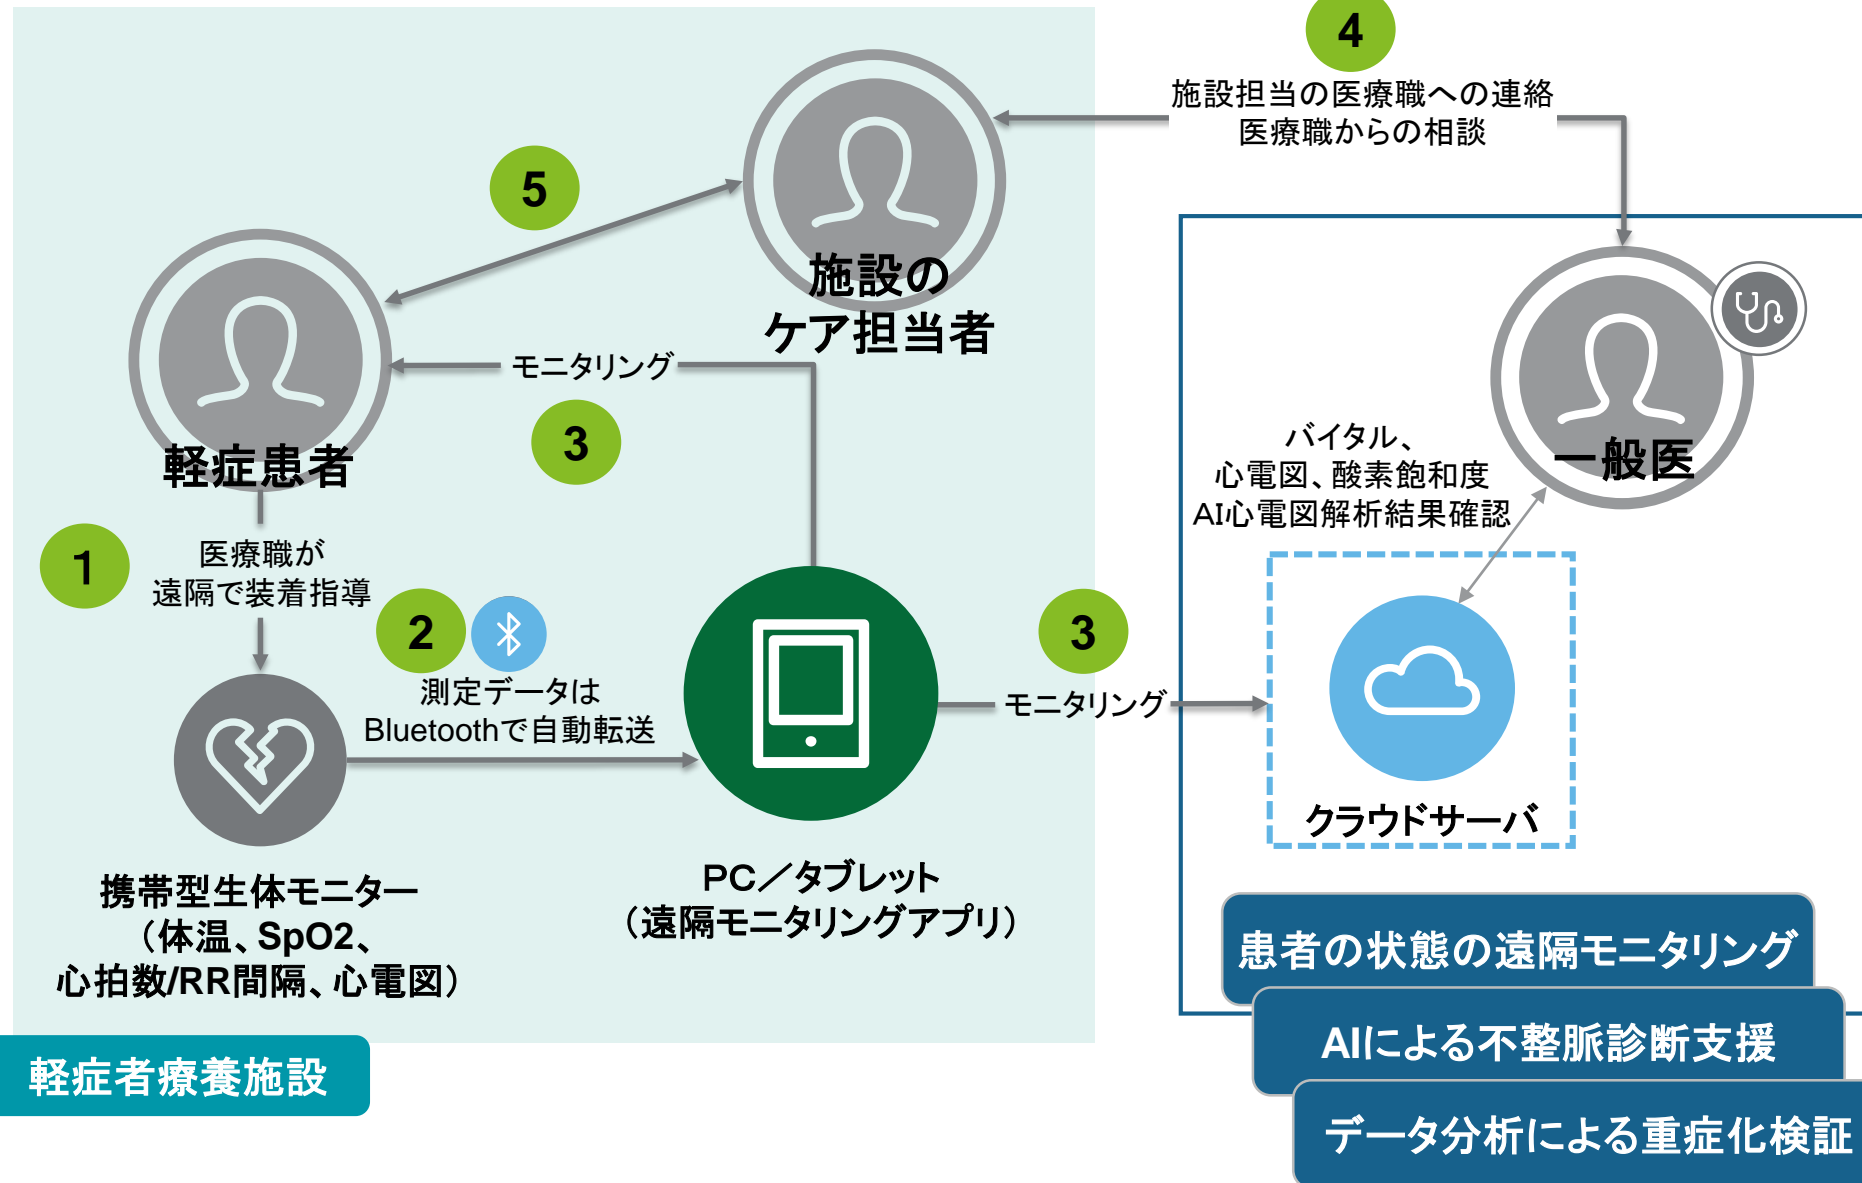 4
施設担当の医療職への連絡
医療職からの相談
5
施設の
ケア担当者
モニタリング
3
軽症患者
一般医
バイタル、
心電図、酸素飽和度
AI心電図解析結果確認
1
医療職が
遠隔で装着指導
2
測定データは
Bluetoothで自動転送
3
モニタリング
クラウドサーバ
携帯型生体モニター
（体温、SpO2、
心拍数/RR間隔、心電図）
PC／タブレット
（遠隔モニタリングアプリ）
患者の状態の遠隔モニタリング
AIによる不整脈診断支援
データ分析による重症化検証
軽症者療養施設